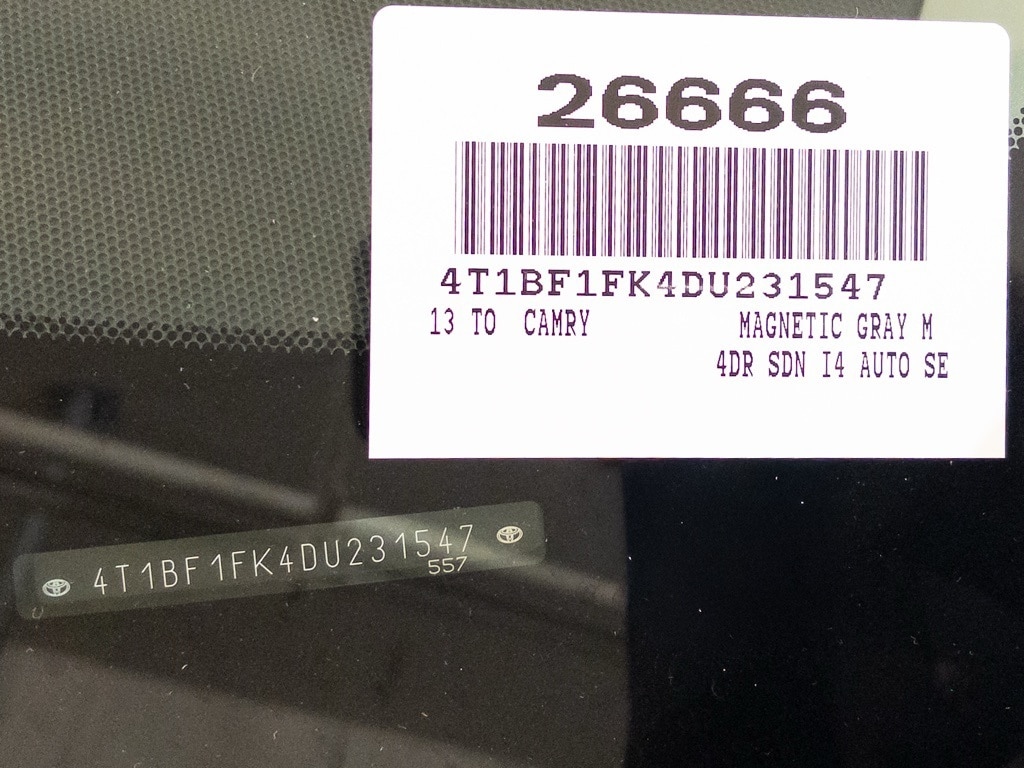 26666
4T1BF1FK4DU231547
13 TO CAMRY MAGNETIC GRAY M
4DR SDN I4 AUTO SE
4T1BF1FK4DU231547
557